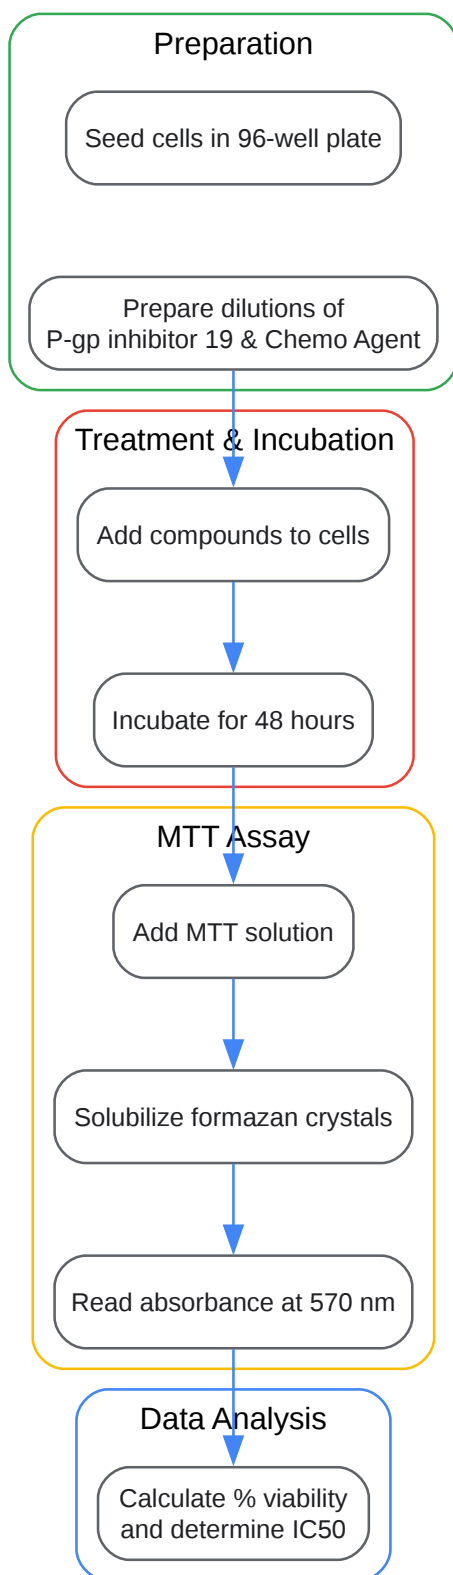 Preparation
Seed cells in 96-well plate
Prepare dilutions of
P-gp inhibitor 19 & Chemo Agent
Treatment & Incubation
Add compounds to cells
Incubate for 48 hours
MTT Assay
Add MTT solution
Solubilize formazan crystals
Read absorbance at 570 nm
Data Analysis
Calculate % viability
and determine IC50